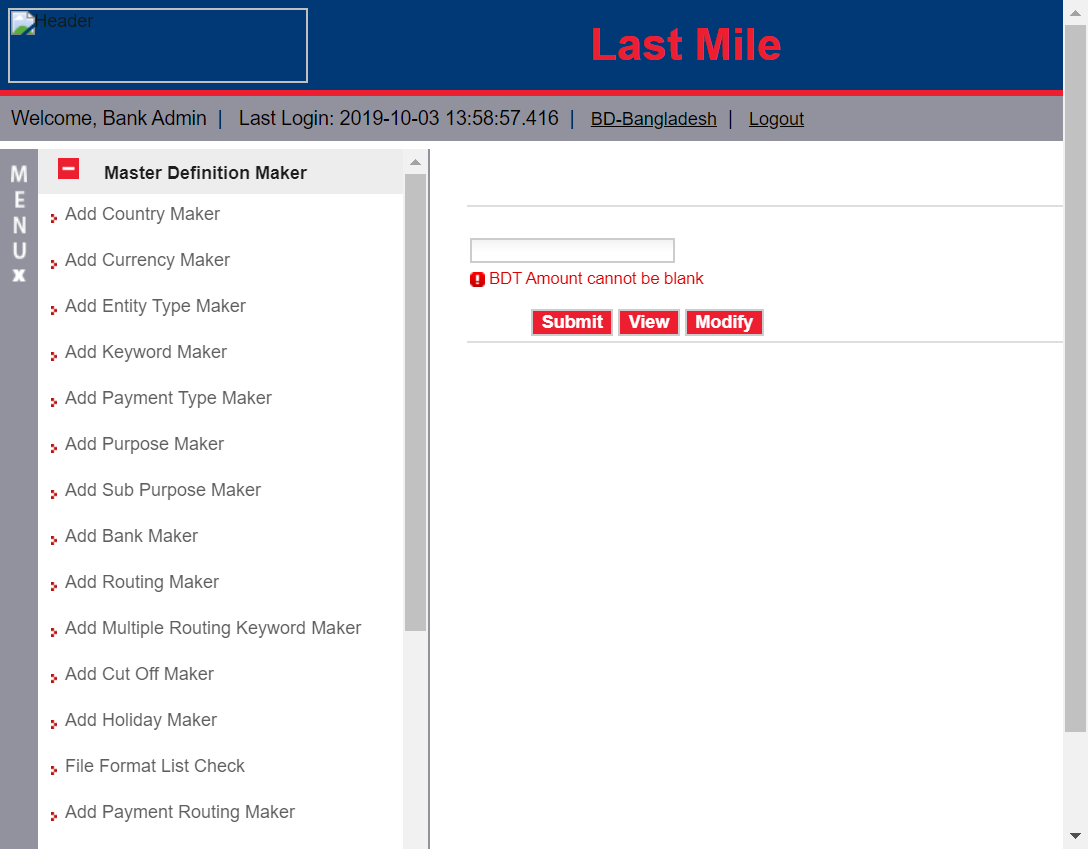 Header
Last Mile
Welcome, Bank Admin | Last Login: 2019-10-03 13:58:57.416 | BD-Bangladesh | Logout
MENU x
Master Definition Maker
Add Country Maker
Add Currency Maker
Add Entity Type Maker
Add Keyword Maker
Add Payment Type Maker
Add Purpose Maker
Add Sub Purpose Maker
Add Bank Maker
Add Routing Maker
Add Multiple Routing Keyword Maker
Add Cut Off Maker
Add Holiday Maker
File Format List Check
Add Payment Routing Maker
BDT Amount cannot be blank
Submit View Modify